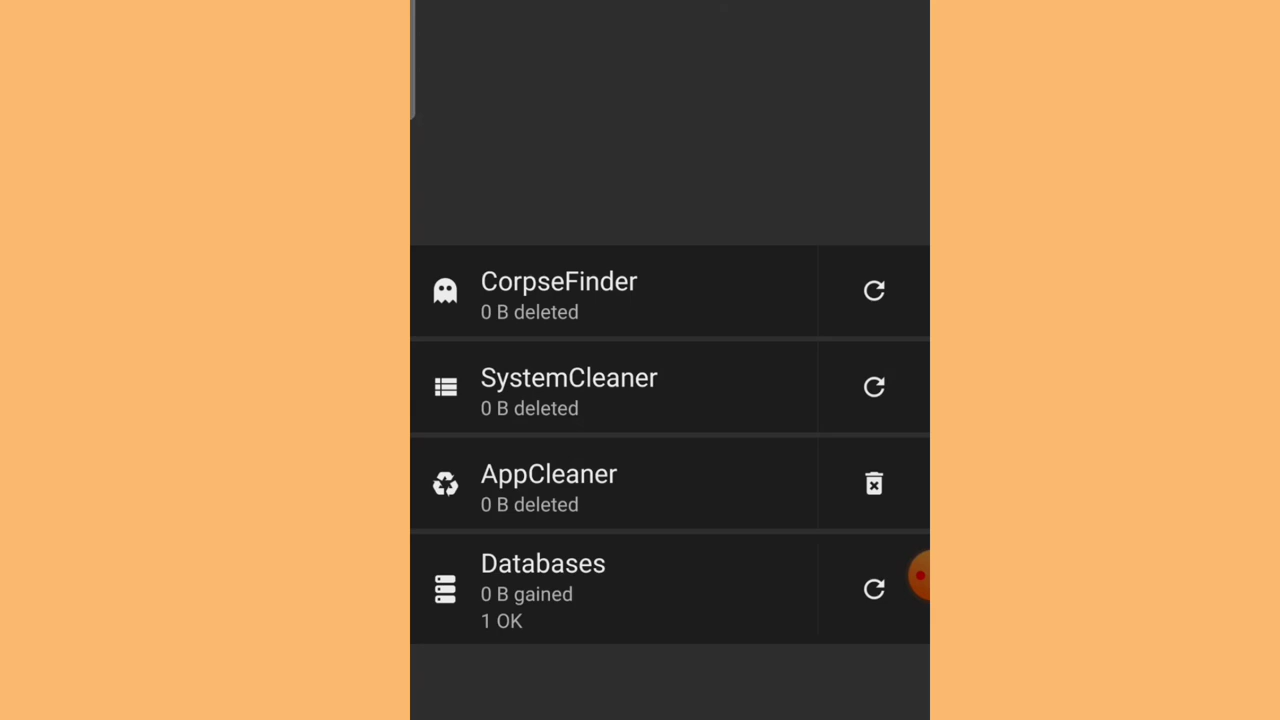 CorpseFinder
0 B deleted
SystemCleaner
0 B deleted
AppCleaner
0 B deleted
Databases
0 B gained
1 OK